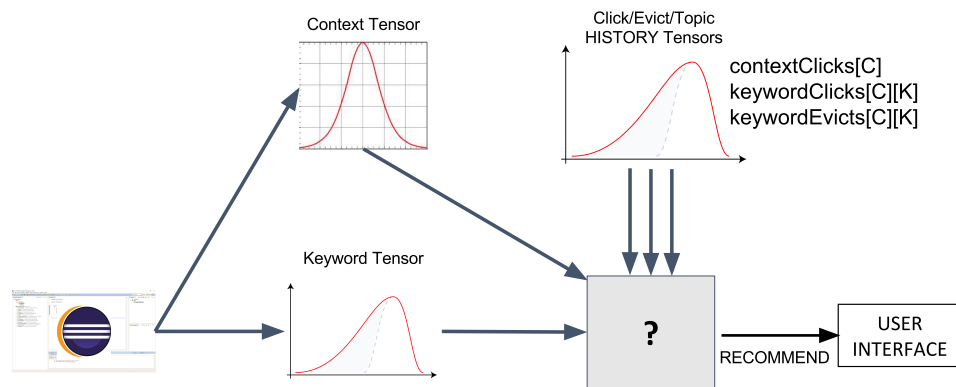 Context Tensor
Click/Evict/Topic
HISTORY Tensors
contextClicks[C]
keywordClicks[C][K]
keywordEvicts[C][K]
Keyword Tensor
?
RECOMMEND
USER
INTERFACE